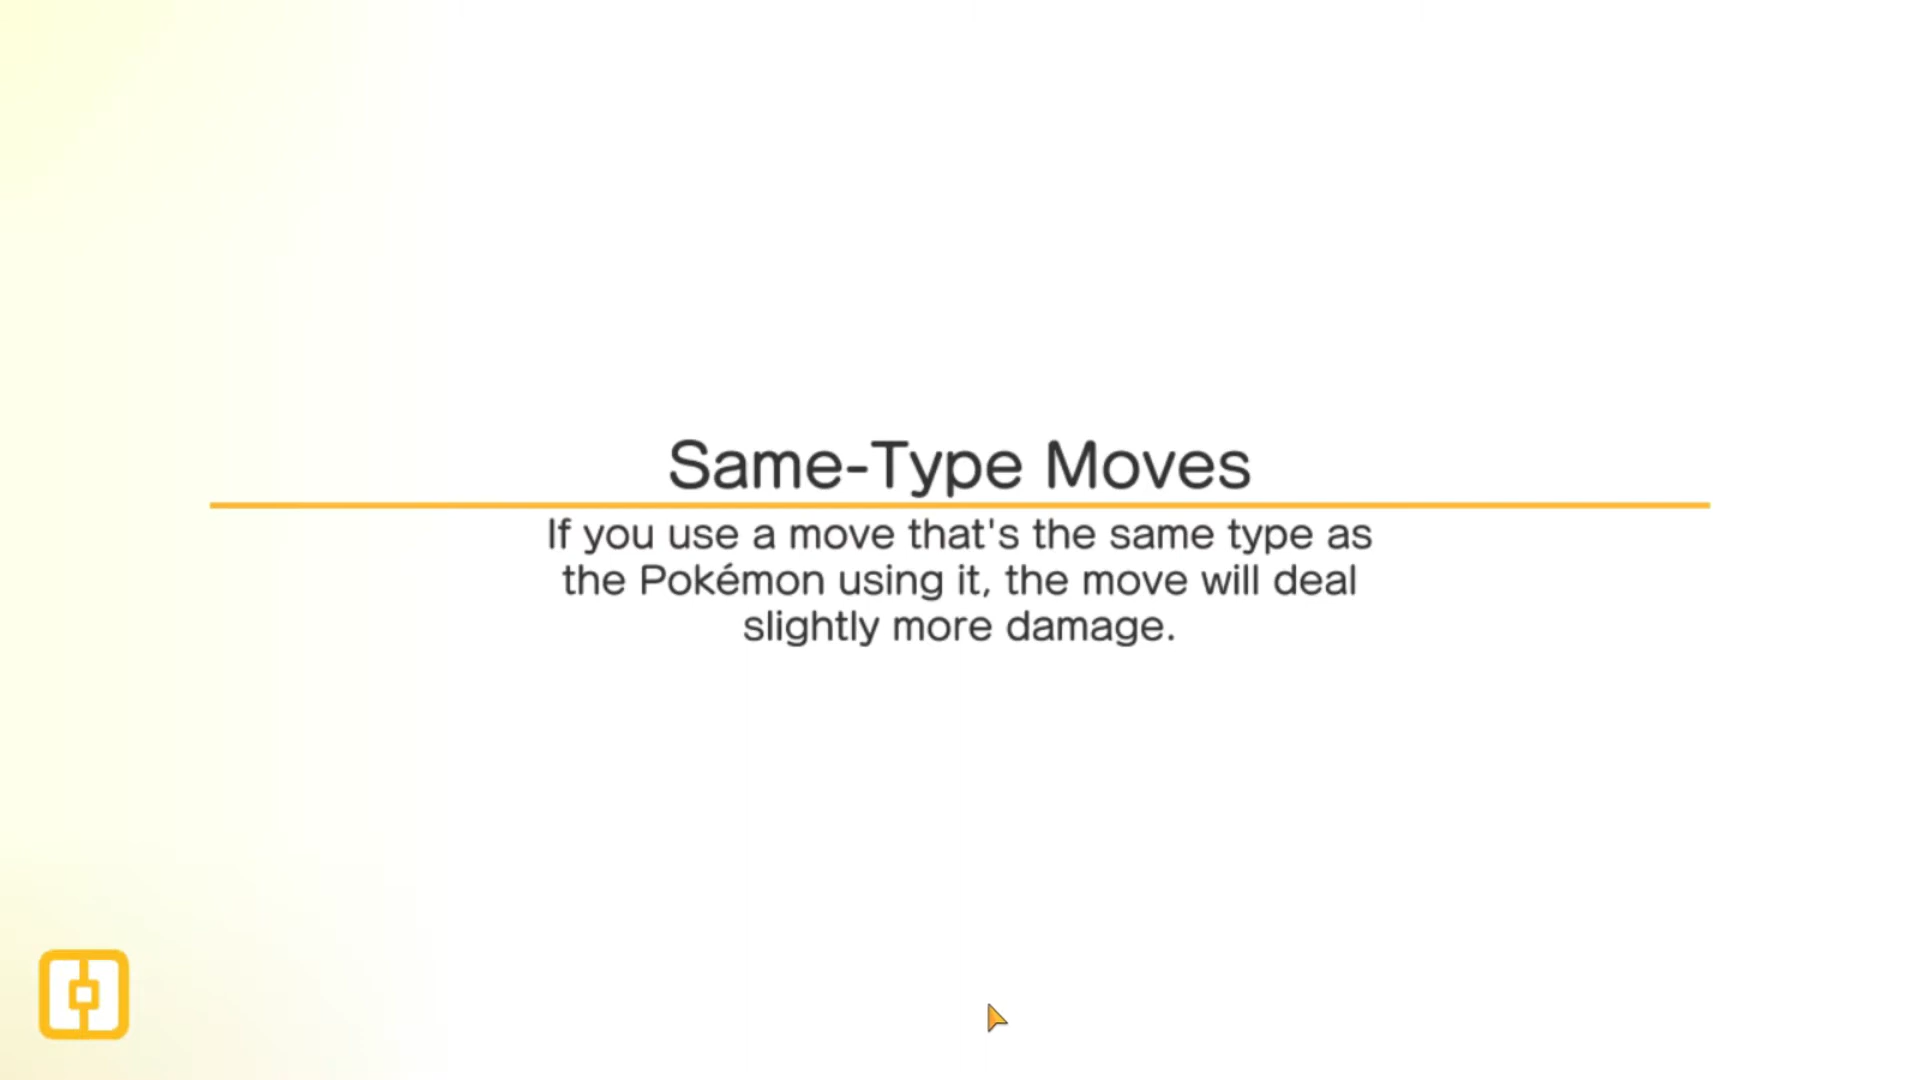 Same-Type Moves
If you use a move that's the same type as
the Pokémon using it, the move will deal
slightly more damage.